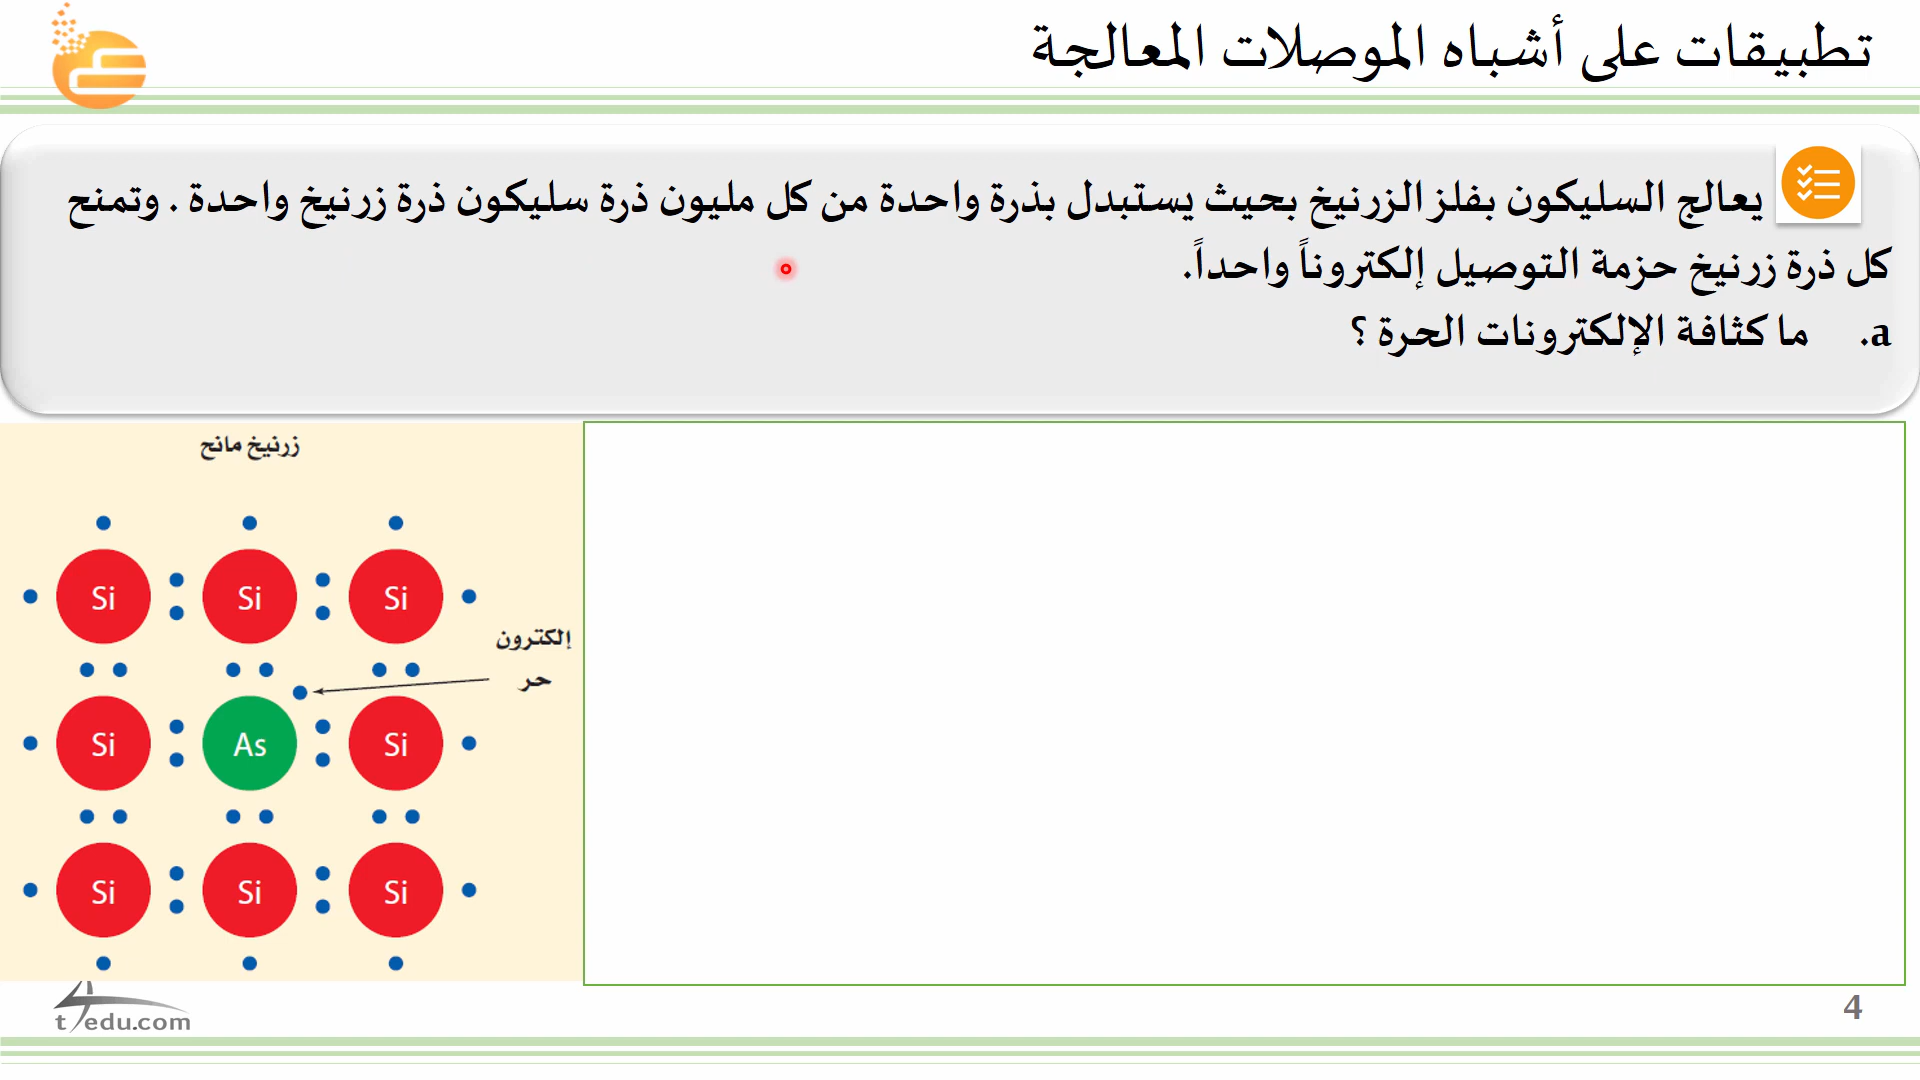 تطبيقات على أشباه الموصلات المعالجة
يعالج السليكون بفلز الزرنيخ بحيث يستبدل بذرة واحدة من كل مليون ذرة سليكون ذرة زرنيخ واحدة . وتمنح
كل ذرة زرنيخ حزمة التوصيل إلكتروناً واحداً.
a. ما كثافة الإلكترونات الحرة ؟
زرنيخ مانح
Si Si Si
إلكترون
حر
Si As Si
Si Si Si
t4edu.com
4